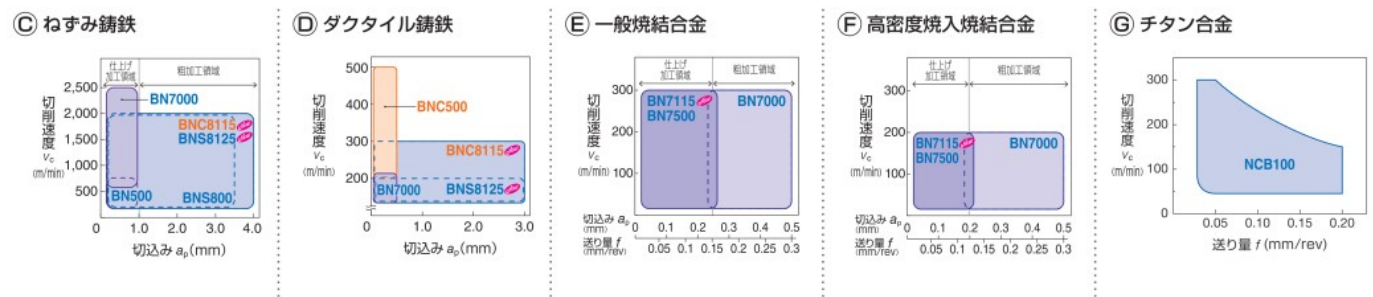 C ねずみ鋳鉄
仕上げ
加工領域
粗加工領域
切削速度
vc
(m/min)
2,500
2,000
1,500
1,000
500
0
1.0
2.0
3.0
4.0
BN7000
BNC8115
BNS8125
BN500
BNS800
切込み ap(mm)
D ダクタイル鋳鉄
切削速度
vc
(m/min)
500
400
300
200
0
1.0
2.0
3.0
BNC500
BNC8115
BN7000
BNS8125
切込み ap(mm)
E 一般焼結合金
仕上げ
加工領域
粗加工領域
切削速度
vc
(m/min)
300
200
100
0
BN7115
BN7500
BN7000
切込み ap
(mm)
0.1
0.2
0.3
0.4
0.5
送り量 f
(mm/rev)
0.05
0.1
0.15
0.2
0.25
0.3
F 高密度焼入焼結合金
仕上げ
加工領域
粗加工領域
切削速度
vc
(m/min)
300
200
100
0
BN7115
BN7500
BN7000
切込み ap
(mm)
0.1
0.2
0.3
0.4
0.5
送り量 f
(mm/rev)
0.05
0.1
0.15
0.2
0.25
0.3
G チタン合金
切削速度
vc
(m/min)
300
200
100
0
NCB100
0.05
0.10
0.15
0.20
送り量 f (mm/rev)